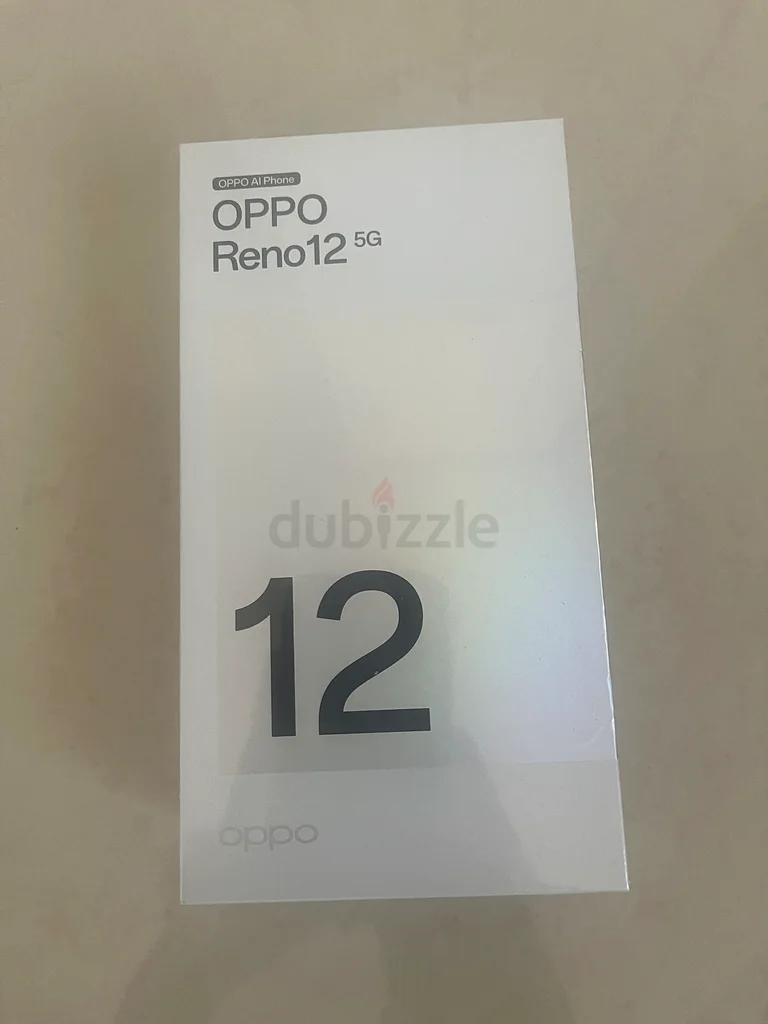 OPPO AI Phone
OPPO
Reno12 5G
dubizzle
12
oppo